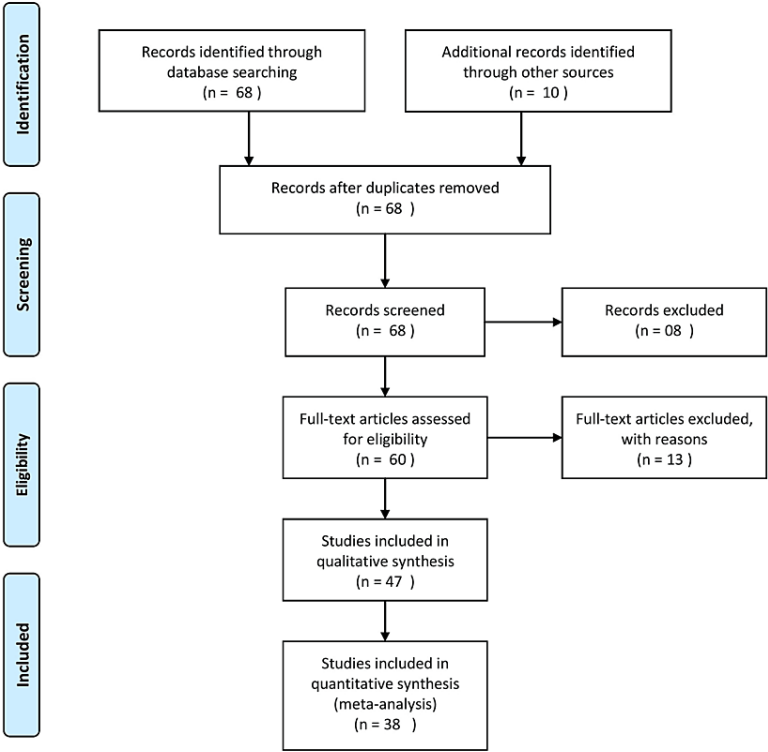 Identification
Records identified through
database searching
(n = 68 )
Additional records identified
through other sources
(n = 10 )
Records after duplicates removed
(n = 68 )
Screening
Records screened
(n = 68 )
Records excluded
(n = 08 )
Eligibility
Full-text articles assessed
for eligibility
(n = 60 )
Full-text articles excluded,
with reasons
(n = 13 )
Studies included in
qualitative synthesis
(n = 47 )
Included
Studies included in
quantitative synthesis
(meta-analysis)
(n = 38 )